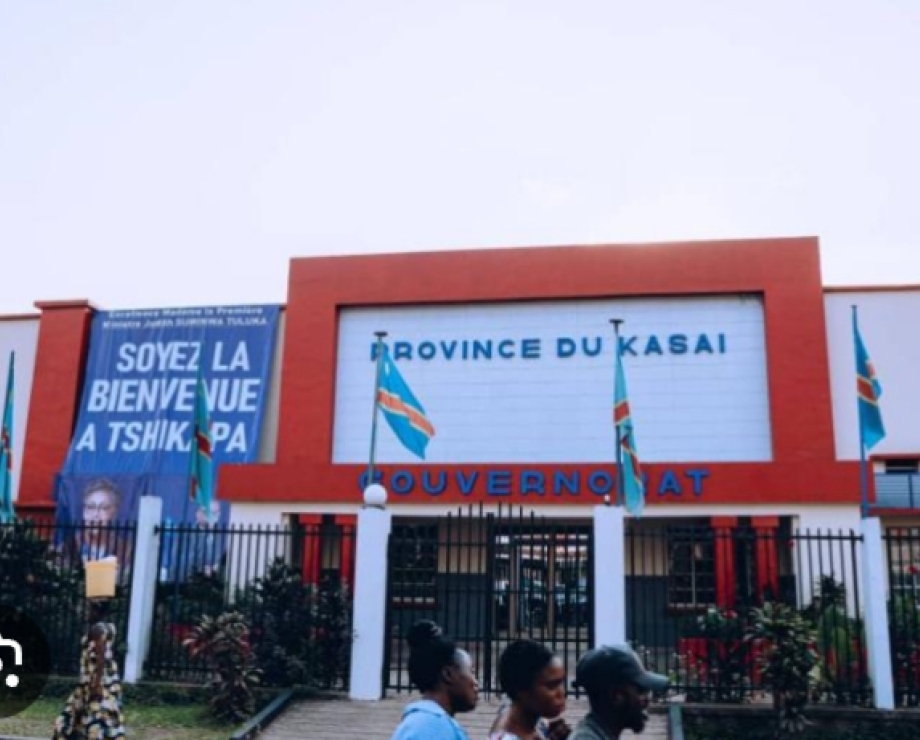 Excellence Madame la Première
Ministre Judith SUMINWA TULUKA
SOYEZ LA
BIENVENUE
A TSHIKAPA
PROVINCE DU KASAI
GOUVERNORAT